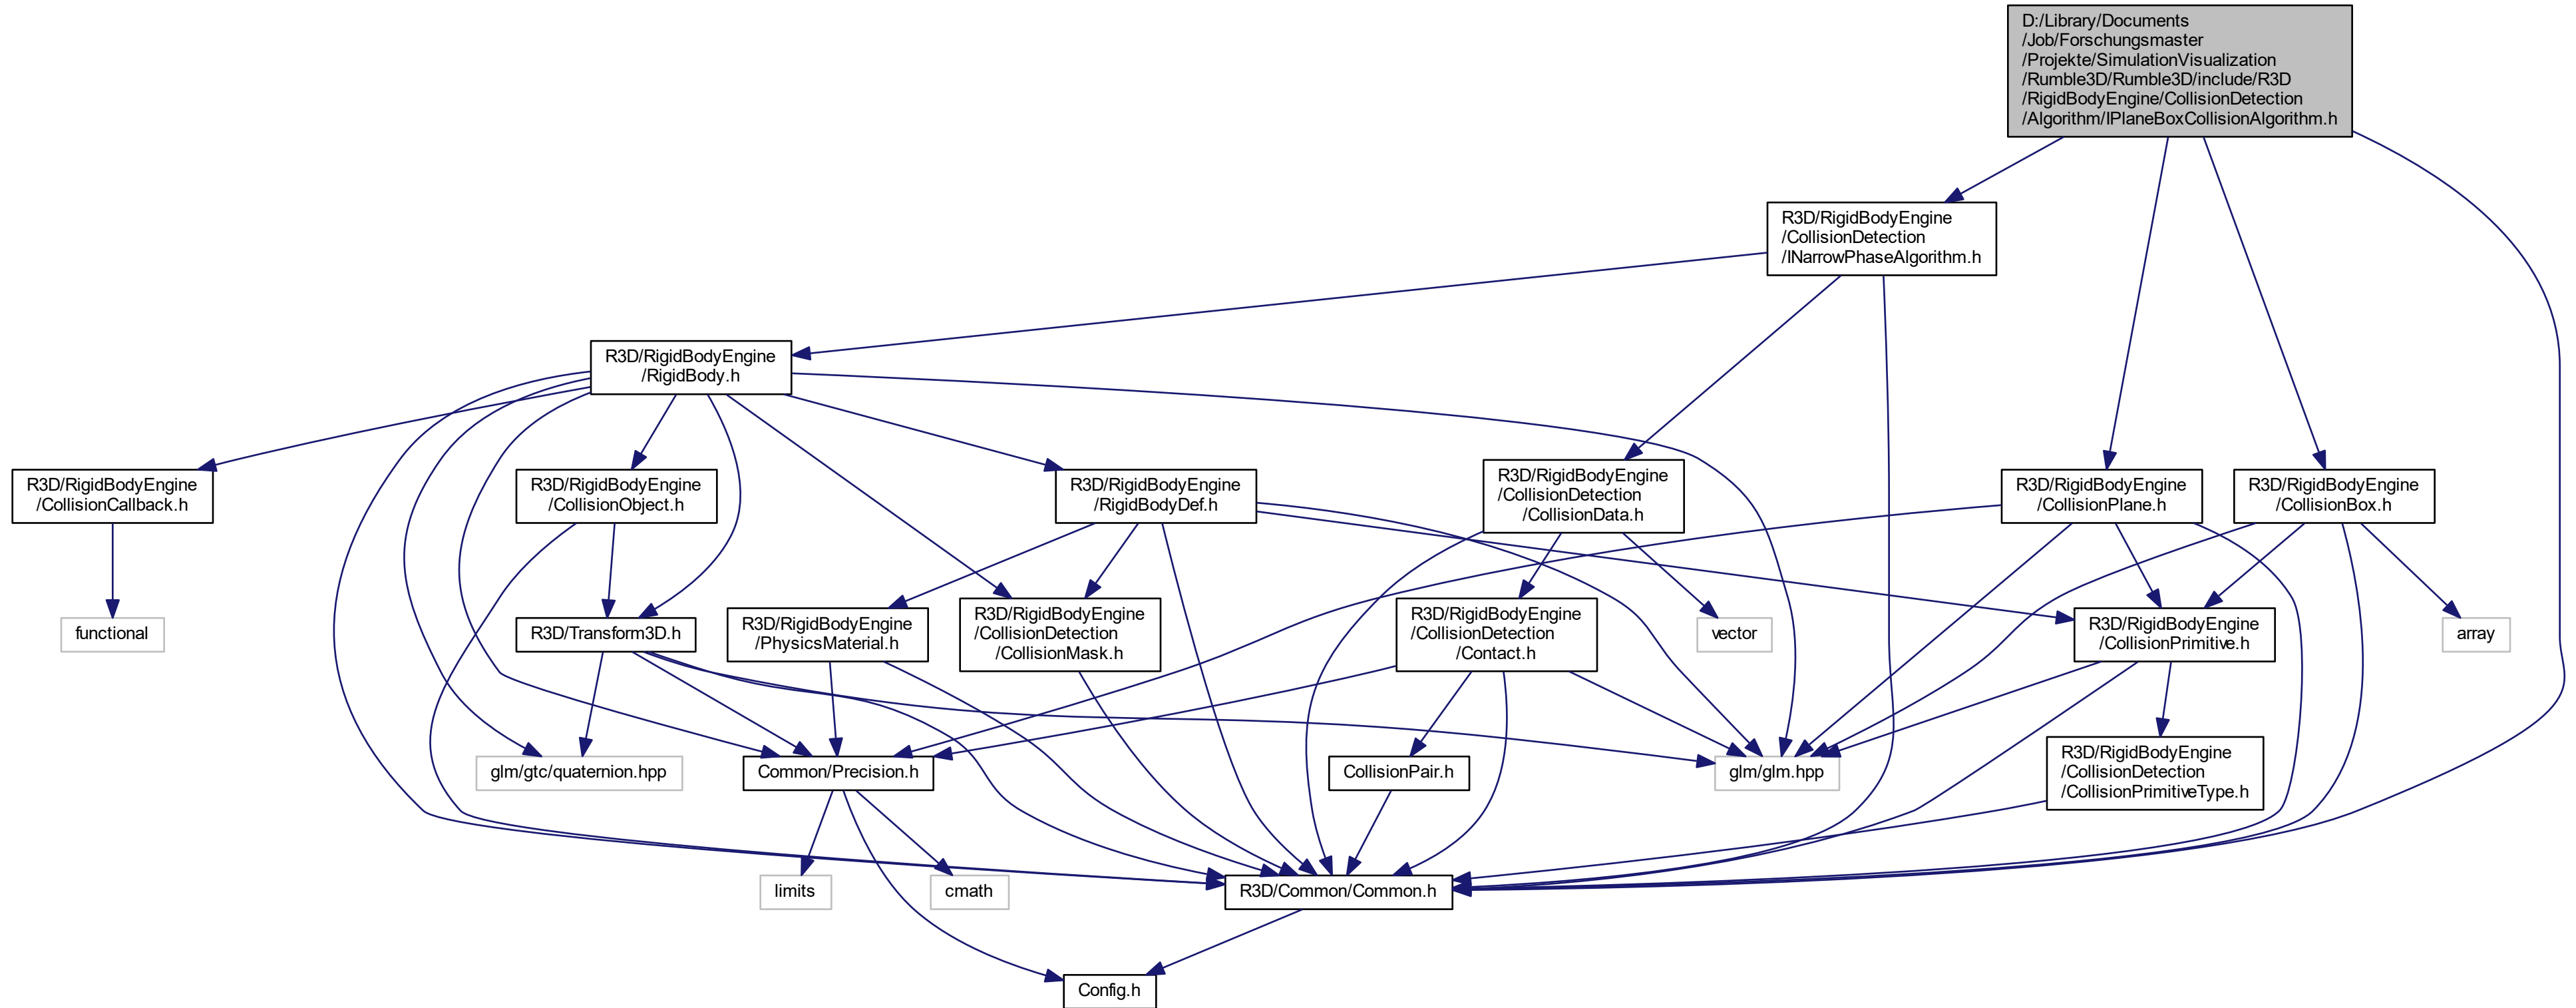 D:/Library/Documents
/Job/Forschungsmaster
/Projekte/SimulationVisualization
/Rumble3D/Rumble3D/include/R3D
/RigidBodyEngine/CollisionDetection
/Algorithm/IPlaneBoxCollisionAlgorithm.h
R3D/RigidBodyEngine
/CollisionDetection
/INarrowPhaseAlgorithm.h
R3D/RigidBodyEngine
/RigidBody.h
R3D/RigidBodyEngine
/CollisionCallback.h
R3D/RigidBodyEngine
/CollisionObject.h
R3D/RigidBodyEngine
/RigidBodyDef.h
R3D/RigidBodyEngine
/CollisionDetection
/CollisionData.h
R3D/RigidBodyEngine
/CollisionPlane.h
R3D/RigidBodyEngine
/CollisionBox.h
functional
R3D/Transform3D.h
R3D/RigidBodyEngine
/PhysicsMaterial.h
R3D/RigidBodyEngine
/CollisionDetection
/CollisionMask.h
R3D/RigidBodyEngine
/CollisionDetection
/Contact.h
vector
R3D/RigidBodyEngine
/CollisionPrimitive.h
array
glm/gtc/quaternion.hpp
Common/Precision.h
CollisionPair.h
glm/glm.hpp
R3D/RigidBodyEngine
/CollisionDetection
/CollisionPrimitiveType.h
limits
cmath
R3D/Common/Common.h
Config.h